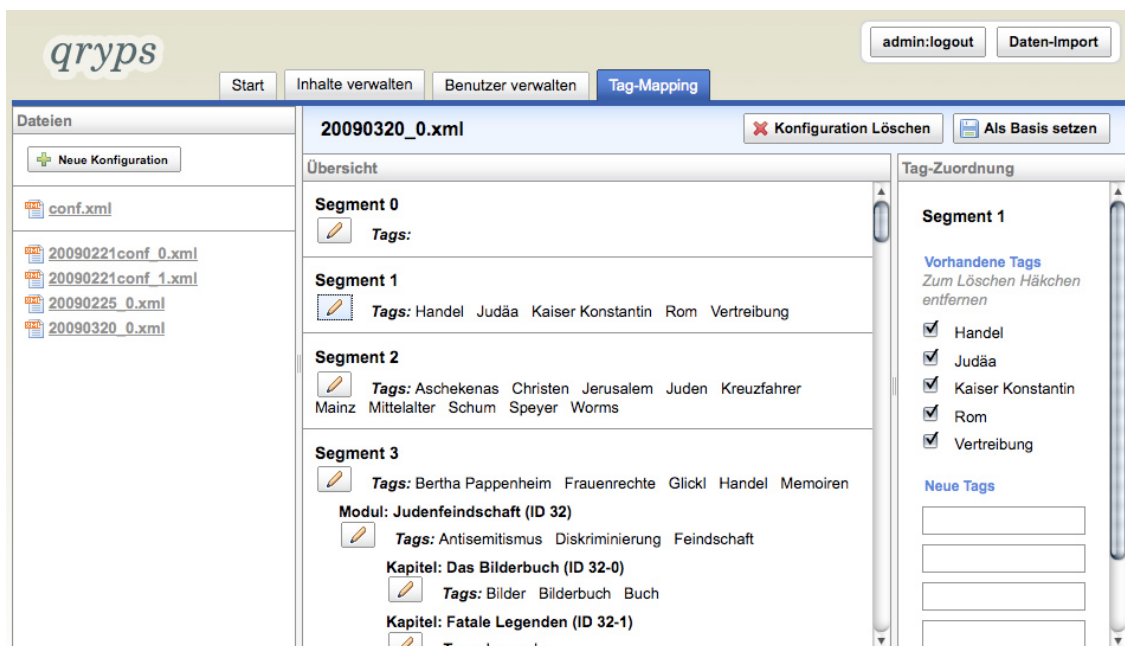 qryps
admin:logout
Daten-Import
Start
Inhalte verwalten
Benutzer verwalten
Tag-Mapping
Dateien
Neue Konfiguration
conf.xml
20090221conf_0.xml
20090221conf_1.xml
20090225_0.xml
20090320_0.xml
20090320_0.xml
Konfiguration Löschen
Als Basis setzen
Übersicht
Segment 0
Tags:
Segment 1
Tags: Handel Judäa Kaiser Konstantin Rom Vertreibung
Segment 2
Tags: Aschekenas Christen Jerusalem Juden Kreuzfahrer
Mainz Mittelalter Schum Speyer Worms
Segment 3
Tags: Bertha Pappenheim Frauenrechte Glickl Handel Memoiren
Modul: Judenfeindschaft (ID 32)
Tags: Antisemitismus Diskriminierung Feindschaft
Kapitel: Das Bilderbuch (ID 32-0)
Tags: Bilder Bilderbuch Buch
Kapitel: Fatale Legenden (ID 32-1)
Tag-Zuordnung
Segment 1
Vorhandene Tags
Zum Löschen Häkchen
entfernen
Handel
Judäa
Kaiser Konstantin
Rom
Vertreibung
Neue Tags